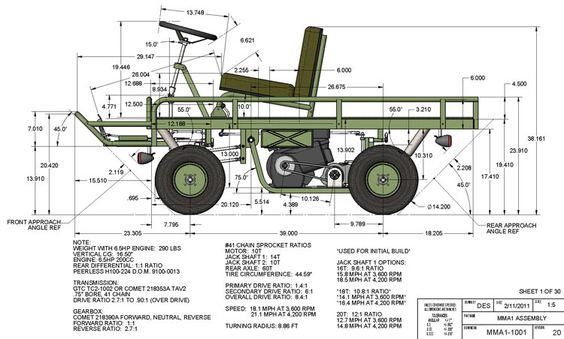 13.748
15.0°
6.621
29.147
19.446
26.004
2.255
6.000
12.688
8.934
26.675
6.000
4.771
12.500
55.0°
10.0°
55.0°
3.210
4.500
38.161
7.010
45.0°
12.188
20.420
13.910
13.000
13.902
19.410
17.410
20.910
10.310
2.119
2.208
15.510
75.0°
45.0°
.695
20.120
5.514
4.389
10.126
Ø 14.200
7.795
9.789
23.305
39.000
18.205
FRONT APPROACH
ANGLE REF
REAR APPROACH
ANGLE REF
NOTE:
WEIGHT WITH 6.5HP ENGINE: 290 LBS
VERTICAL CG: 16.50"
ENGINE: 6.5HP 200CC
REAR DIFFERENTIAL: 1:1 RATIO
PEERLESS H100-224 D.O.M. 9100-0013
TRANSMISSION:
QTC TC2-1002 OR COMET 218353A TAV2
.75" BORE, 41 CHAIN
DRIVE RATIO 2.7:1 TO .90:1 (OVER DRIVE)
GEARBOX:
COMET 218390A FORWARD, NEUTRAL, REVERSE
FORWARD RATIO: 1:1
REVERSE RATIO: 2.7:1
#41 CHAIN SPROCKET RATIOS
MOTOR: 10T
JACK SHAFT 1: 14T
JACK SHAFT 2: 10T
REAR AXLE: 60T
TIRE CIRCUMFERENCE: 44.59"
PRIMARY DRIVE RATIO: 1.4:1
SECONDARY DRIVE RATIO: 6:1
OVERALL DRIVE RATIO: 8.4:1
SPEED: 18.1 MPH AT 3,600 RPM
21.1 MPH AT 4,200 RPM
TURNING RADIUS: 8.86 FT
*USED FOR INITIAL BUILD*
JACK SHAFT 1 OPTIONS:
16T: 9.6:1 RATIO
15.8 MPH AT 3,600 RPM
18.5 MPH AT 4,200 RPM
*18T: 10.8:1 RATIO
*14.1 MPH AT 3,600 RPM
*16.4 MPH AT 4,200 RPM
20T: 12:1 RATIO
12.7 MPH AT 3,600 RPM
14.8 MPH AT 4,200 RPM
SHEET 1 OF 30
DES
2/11/2011
1:5
MMA1 ASSEMBLY
MMA1-1001
20